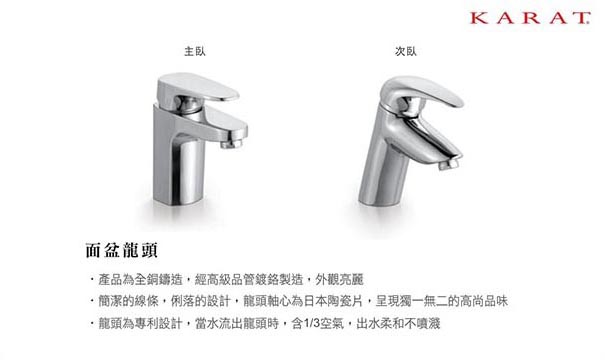 KARAT
主臥
次臥
面盆龍頭
・產品為全銅鑄造，經高級品管鍍鉻製造，外觀亮麗
・簡潔的線條，俐落的設計，龍頭軸心為日本陶瓷片，呈現獨一無二的高尚品味
・龍頭為專利設計，當水流出龍頭時，含1/3空氣，出水柔和不噴濺